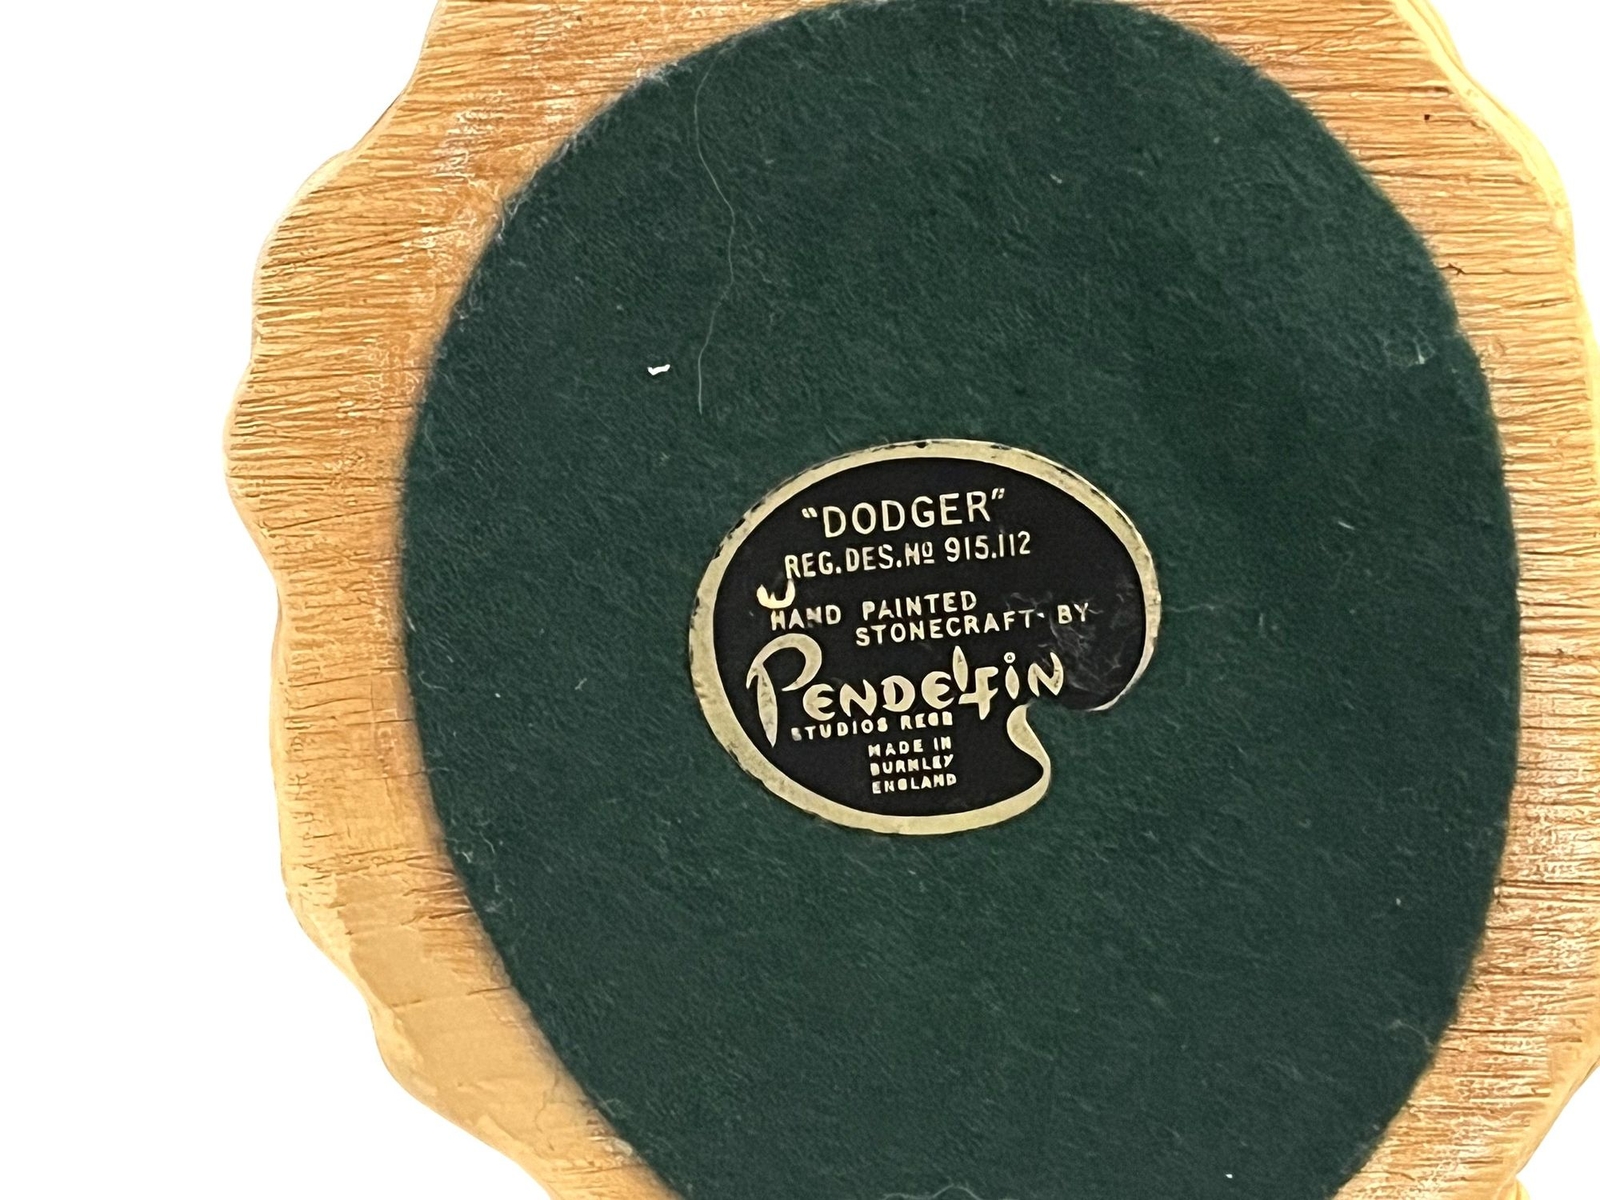 "DODGER"
REG.DES.No 915.112
HAND PAINTED
STONECRAFT BY
PENDELFIN
STUDIOS REGD
MADE IN
BURNLEY
ENGLAND